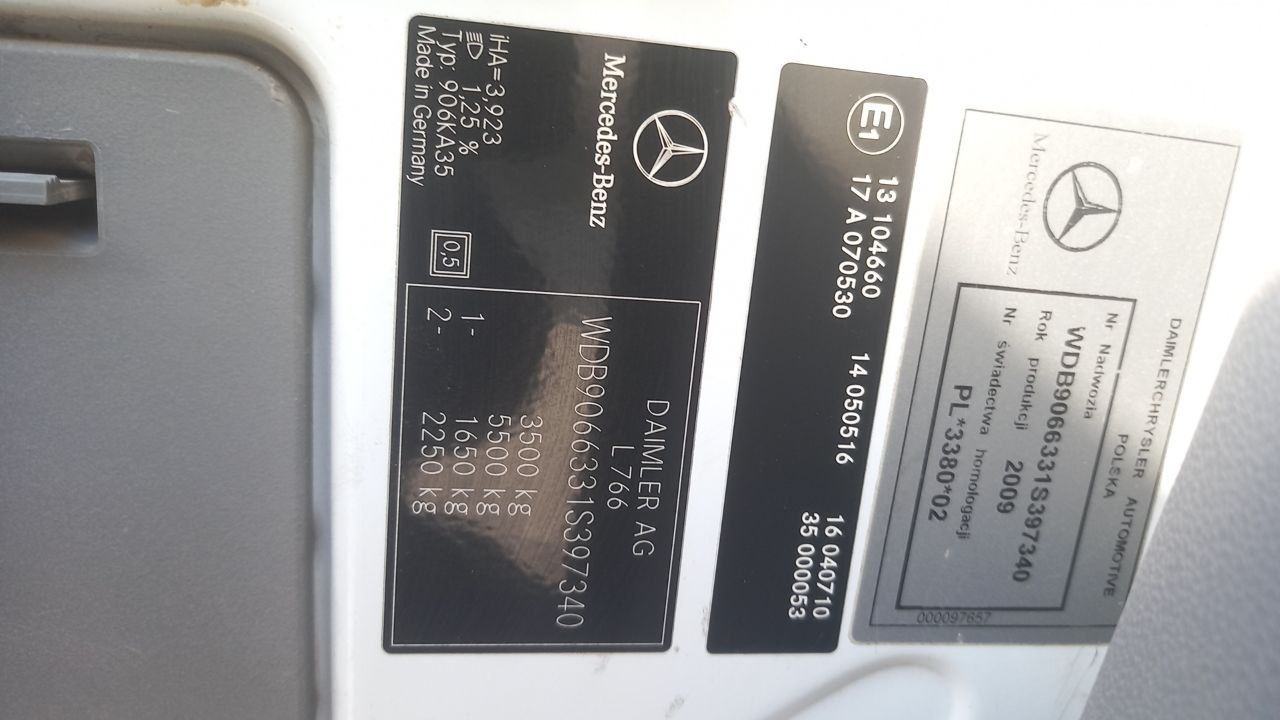 DAIMLERCHRYSLER AUTOMOTIVE
POLSKA
Mercedes-Benz
Nr Nadwozia
WDB9066331S397340
Rok produkcji 2009
Nr świadectwa homologacji
PL*3380*02
000097657
E1
13 104660 16 040710
17 A 070530 14 050516 35 000053
Mercedes-Benz
DAIMLER AG
L 766
WDB9066331S397340
3500 kg
5500 kg
1- 1650 kg
2- 2250 kg
iHA=3,923
1,25 %
Typ: 906KA35
Made in Germany
0,5